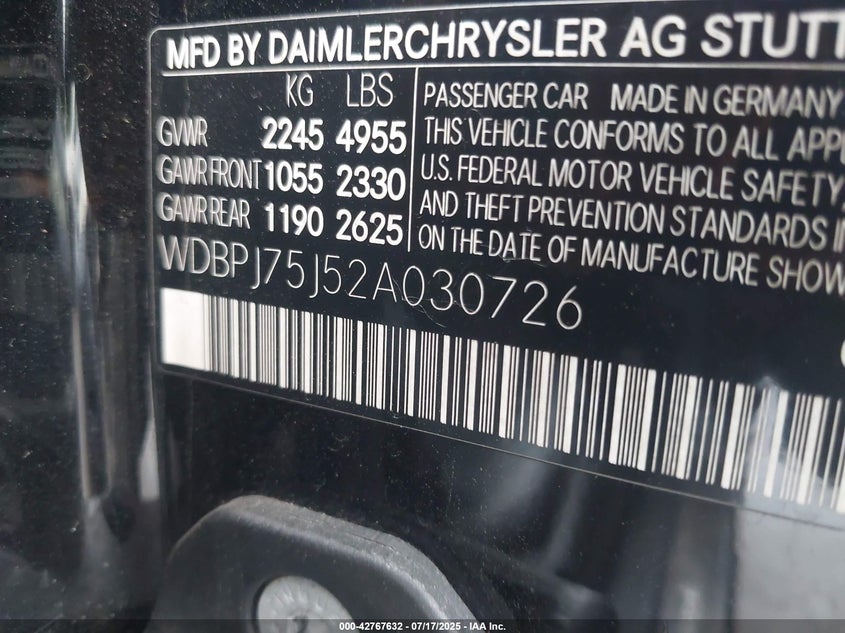 MFD BY DAIMLERCHRYSLER AG STUTT
KG LBS
GVWR 2245 4955
GAWR FRONT 1055 2330
GAWR REAR 1190 2625
PASSENGER CAR MADE IN GERMANY
THIS VEHICLE CONFORMS TO ALL APPL
U.S. FEDERAL MOTOR VEHICLE SAFETY,
AND THEFT PREVENTION STANDARDS I
ON THE DATE OF MANUFACTURE SHOW
WDBPJ75J52A030726
000-42767632 / 07/17/2025 - IAA Inc.